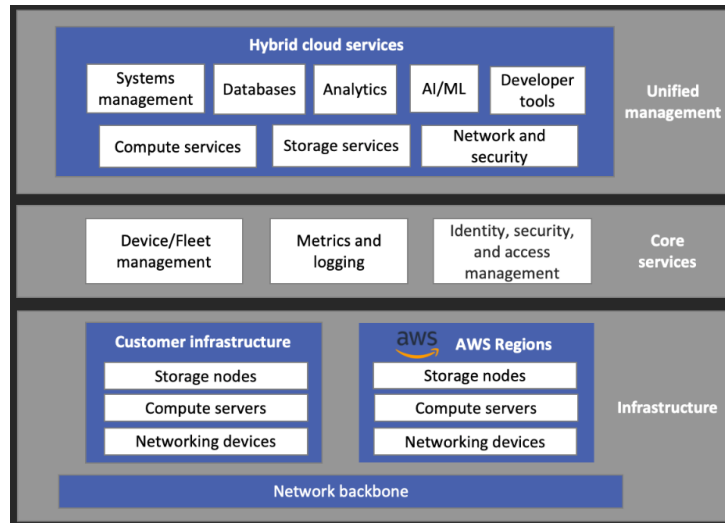 Hybrid cloud services
Systems
management
Databases
Analytics
AI/ML
Developer
tools
Compute services
Storage services
Network and
security
Unified
management
Device/Fleet
management
Metrics and
logging
Identity, security,
and access
management
Core
services
Customer infrastructure
Storage nodes
Compute servers
Networking devices
aws
AWS Regions
Storage nodes
Compute servers
Networking devices
Infrastructure
Network backbone